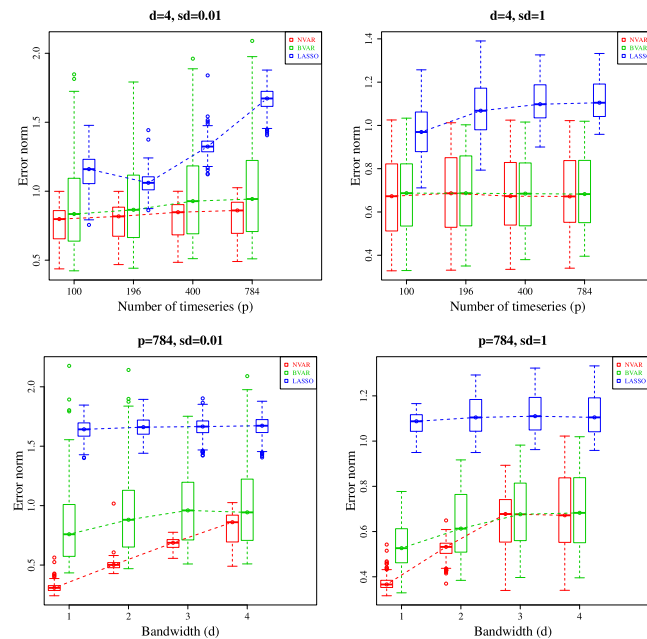 d=4, sd=0.01
NVAR
BVAR
LASSO
Error norm
2.0
1.5
1.0
0.5
100
196
400
784
Number of timeseries (p)
d=4, sd=1
NVAR
BVAR
LASSO
Error norm
1.4
1.2
1.0
0.8
0.6
0.4
100
196
400
784
Number of timeseries (p)
p=784, sd=0.01
NVAR
BVAR
LASSO
Error norm
2.0
1.5
1.0
0.5
1
2
3
4
Bandwidth (d)
p=784, sd=1
NVAR
BVAR
LASSO
Error norm
1.2
1.0
0.8
0.6
0.4
1
2
3
4
Bandwidth (d)